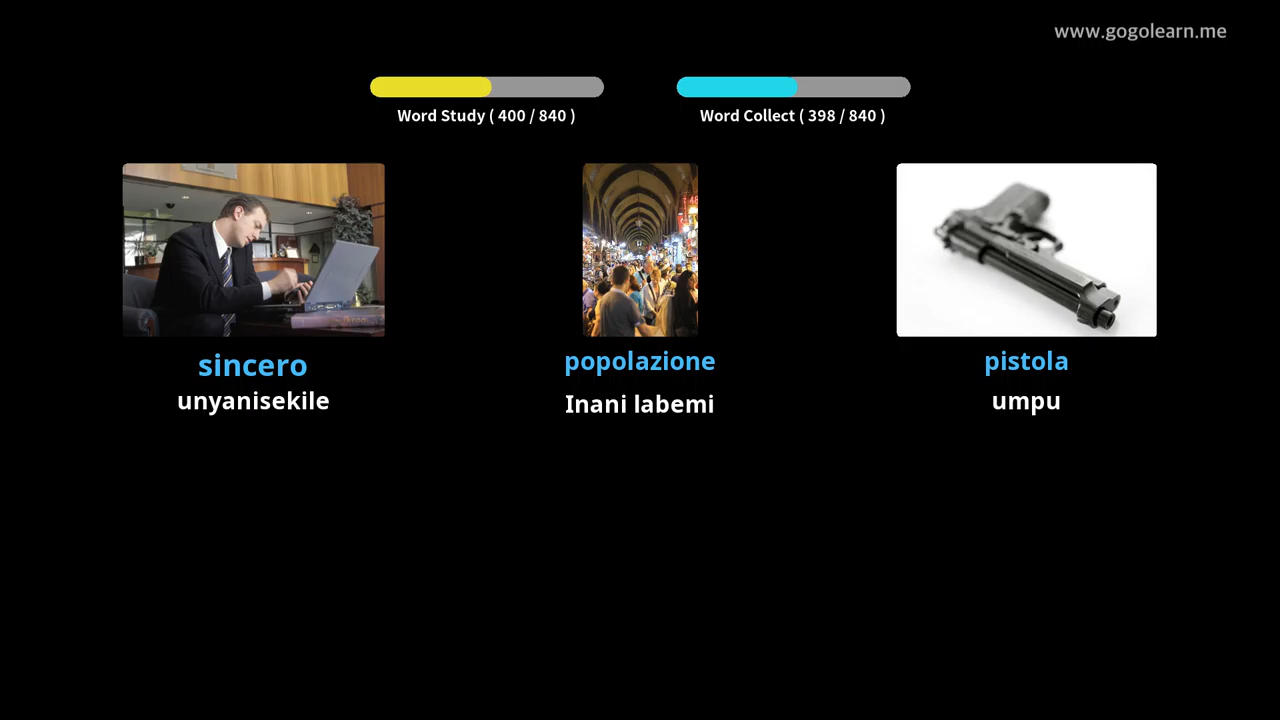 www.gogolearn.me
Word Study ( 400 / 840 )
Word Collect ( 398 / 840 )
sincero
unyanisekile
popolazione
Inani labemi
pistola
umpu